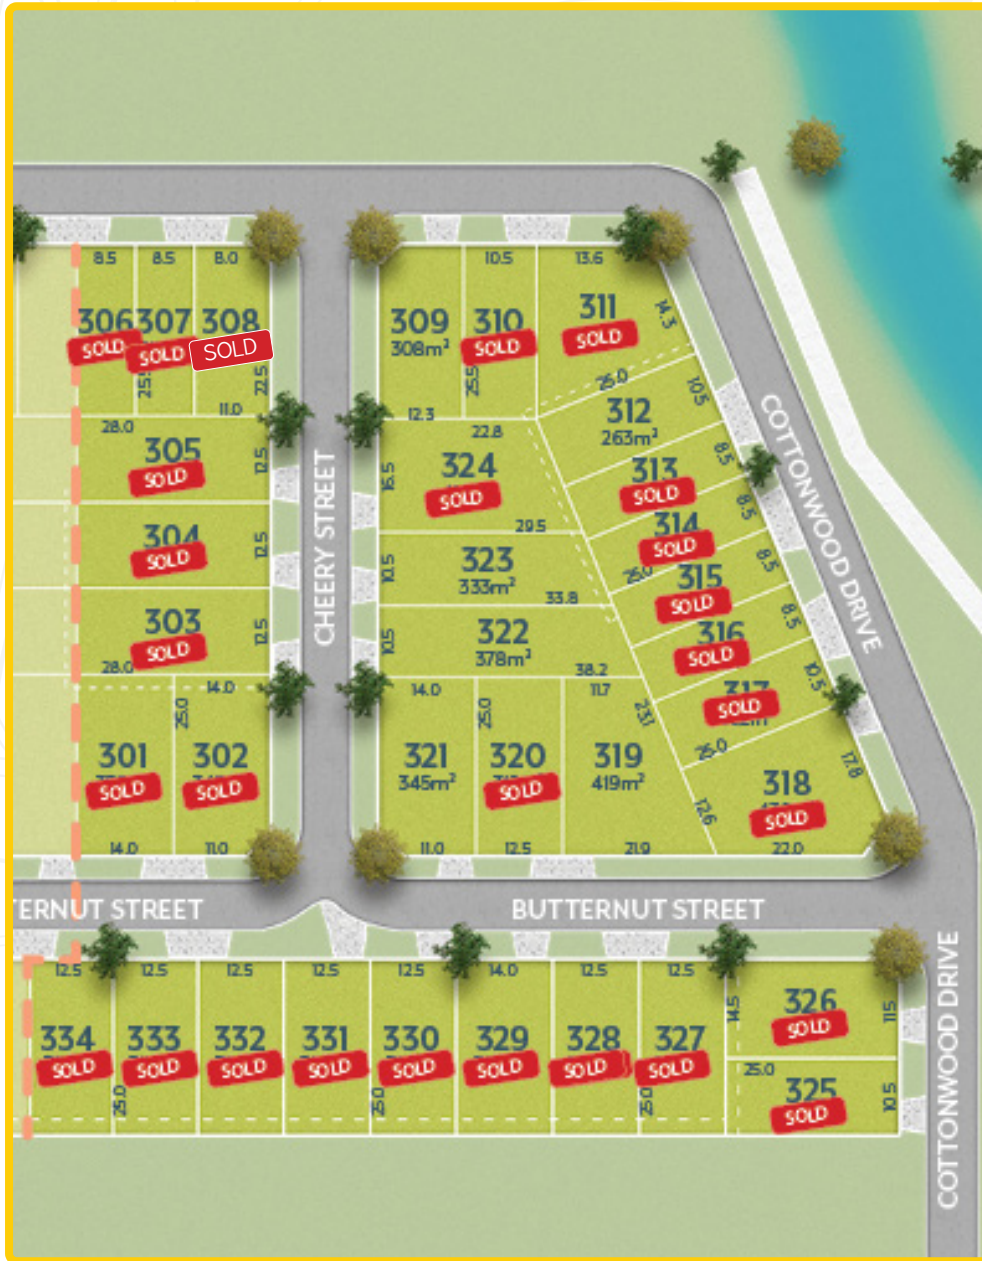 8.5 8.5 8.0 10.5 13.6
306 307 308 309 310 311
SOLD SOLD SOLD 308m² SOLD SOLD
14.3
22.5
25.0
10.5
11.0 12.3
28.0 22.8
312
263m²
305
SOLD
12.5
324
SOLD
16.5
29.5
313
SOLD
8.5
COTTONWOOD DRIVE
CHEERY STREET
304
SOLD
12.5
323
333m²
10.5
33.8
314
SOLD
8.5
25.0
315
SOLD
8.5
303
SOLD
12.5
28.0
322
378m²
10.5
38.2
316
SOLD
8.5
317
SOLD
10.5
25.0
14.0 14.0 11.7
25.0 25.0 23.1
301 302 321 320 319
SOLD SOLD 345m² SOLD 419m²
17.8
318
SOLD
12.6
14.0 11.0 11.0 12.5 21.9 22.0
TERNUT STREET BUTTERNUT STREET
12.5 12.5 12.5 12.5 12.5 14.0 12.5 12.5
334 333 332 331 330 329 328 327
SOLD SOLD SOLD SOLD SOLD SOLD SOLD SOLD
25.0 25.0 25.0
14.5
326
SOLD
11.5
25.0
325
SOLD
10.5
COTTONWOOD DRIVE